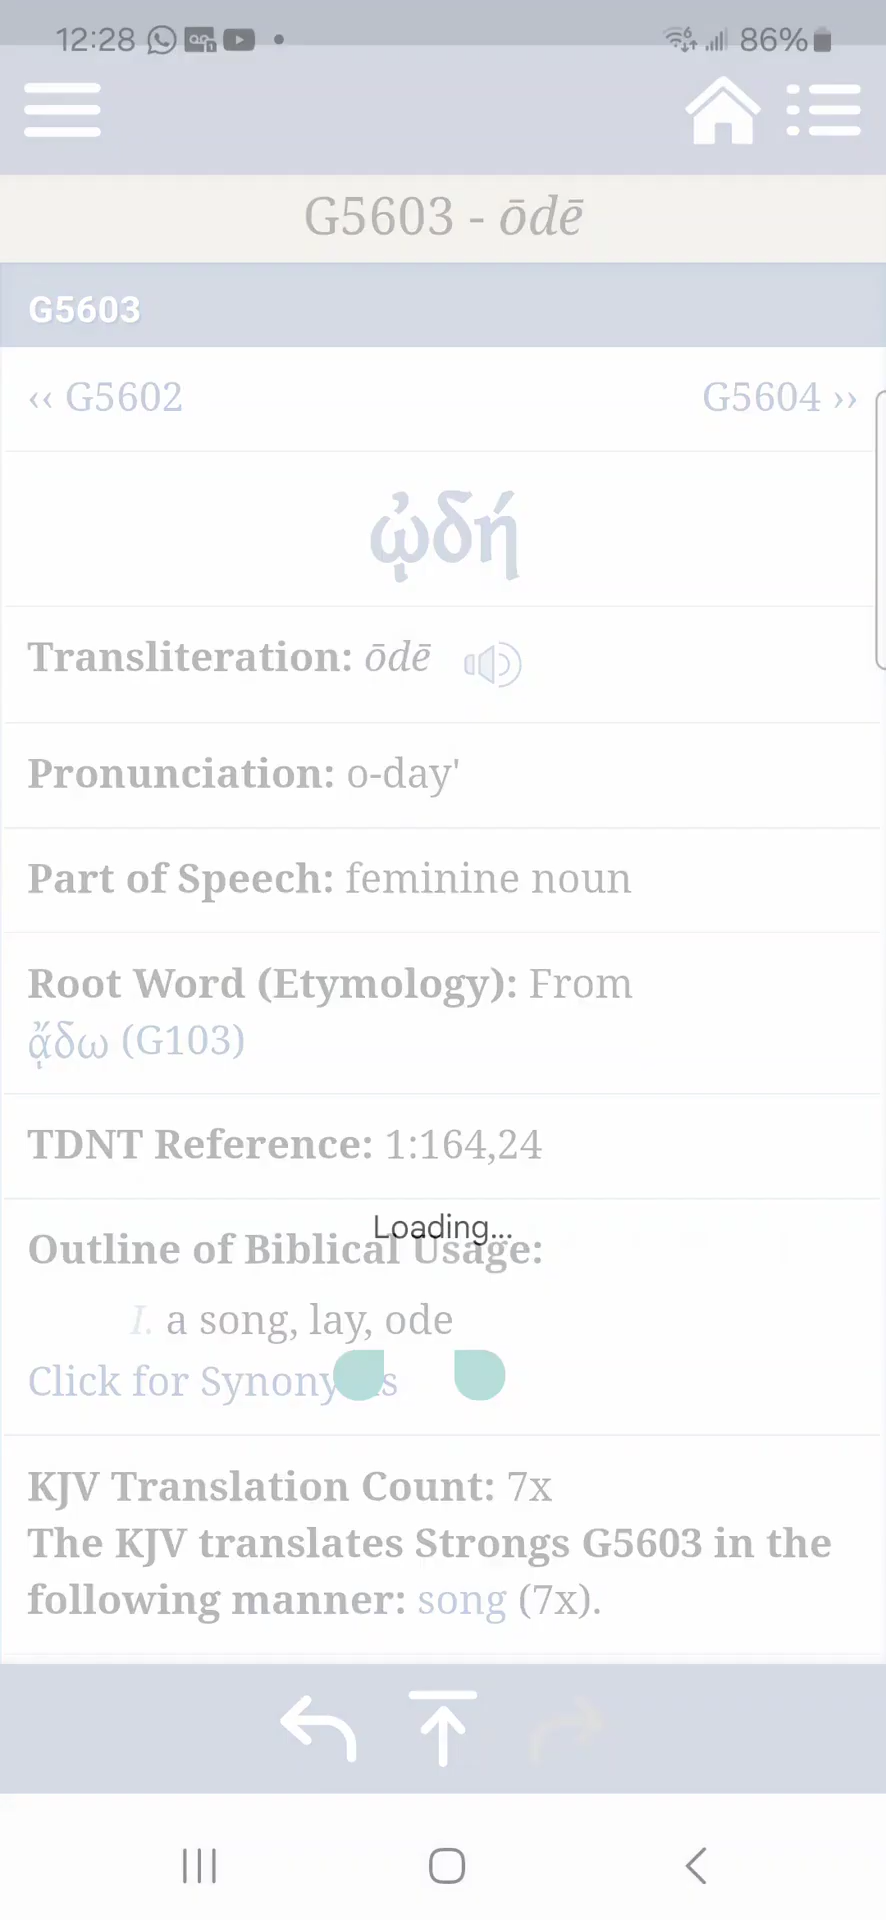 12:28 86%
G5603 - ōdē
G5603
‹‹ G5602 G5604 ››
ᾠδή
Transliteration: ōdē
Pronunciation: o-day'
Part of Speech: feminine noun
Root Word (Etymology): From
ᾄδω (G103)
TDNT Reference: 1:164,24
Loading...
Outline of Biblical Usage:
I. a song, lay, ode
Click for Synonyms
KJV Translation Count: 7x
The KJV translates Strongs G5603 in the
following manner: song (7x).